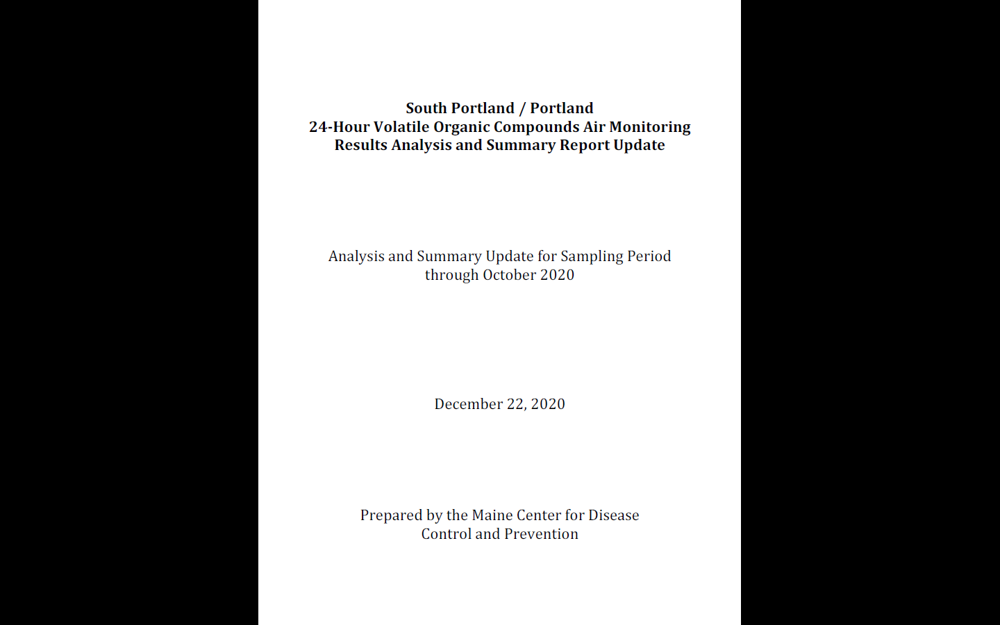 South Portland / Portland
24-Hour Volatile Organic Compounds Air Monitoring
Results Analysis and Summary Report Update
Analysis and Summary Update for Sampling Period
through October 2020
December 22, 2020
Prepared by the Maine Center for Disease
Control and Prevention